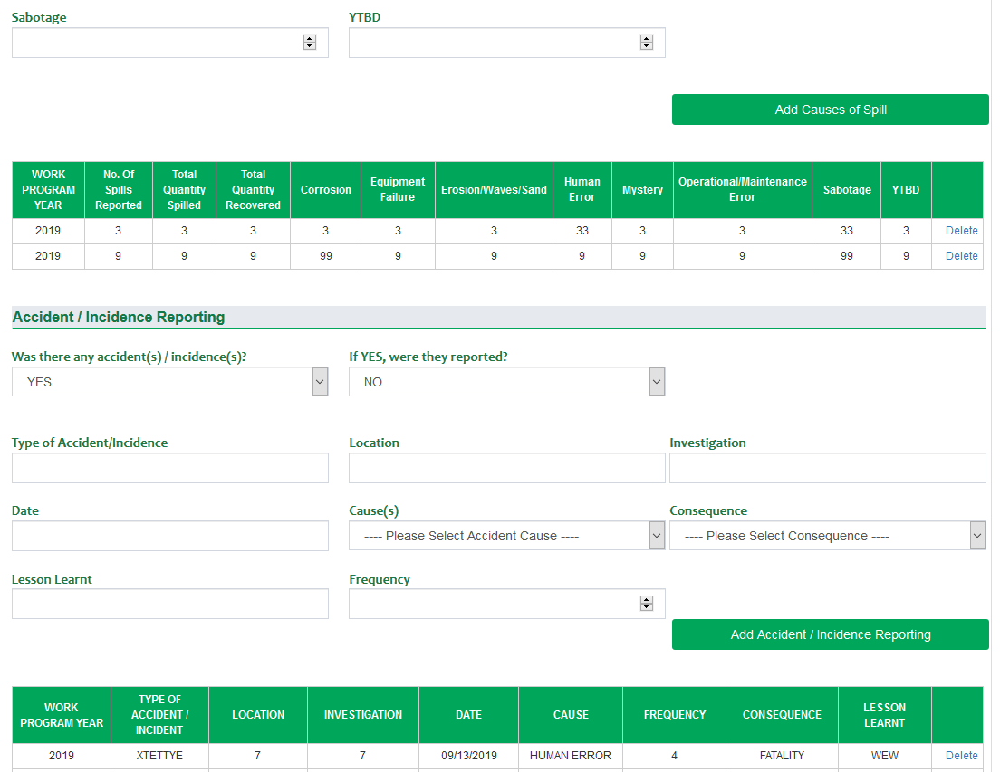 Sabotage YTBD
Add Causes of Spill
WORK PROGRAM YEAR No. Of Spills Reported Total Quantity Spilled Total Quantity Recovered Corrosion Equipment Failure Erosion/Waves/Sand Human Error Mystery Operational/Maintenance Error Sabotage YTBD
2019 3 3 3 3 3 3 33 3 3 33 3 Delete
2019 9 9 9 99 9 9 9 9 9 99 9 Delete
Accident / Incidence Reporting
Was there any accident(s) / incidence(s)? If YES, were they reported?
YES NO
Type of Accident/Incidence Location Investigation
Date Cause(s) Consequence
---- Please Select Accident Cause ---- ---- Please Select Consequence ----
Lesson Learnt Frequency
Add Accident / Incidence Reporting
WORK PROGRAM YEAR TYPE OF ACCIDENT / INCIDENT LOCATION INVESTIGATION DATE CAUSE FREQUENCY CONSEQUENCE LESSON LEARNT
2019 XTETTYE 7 7 09/13/2019 HUMAN ERROR 4 FATALITY WEW Delete